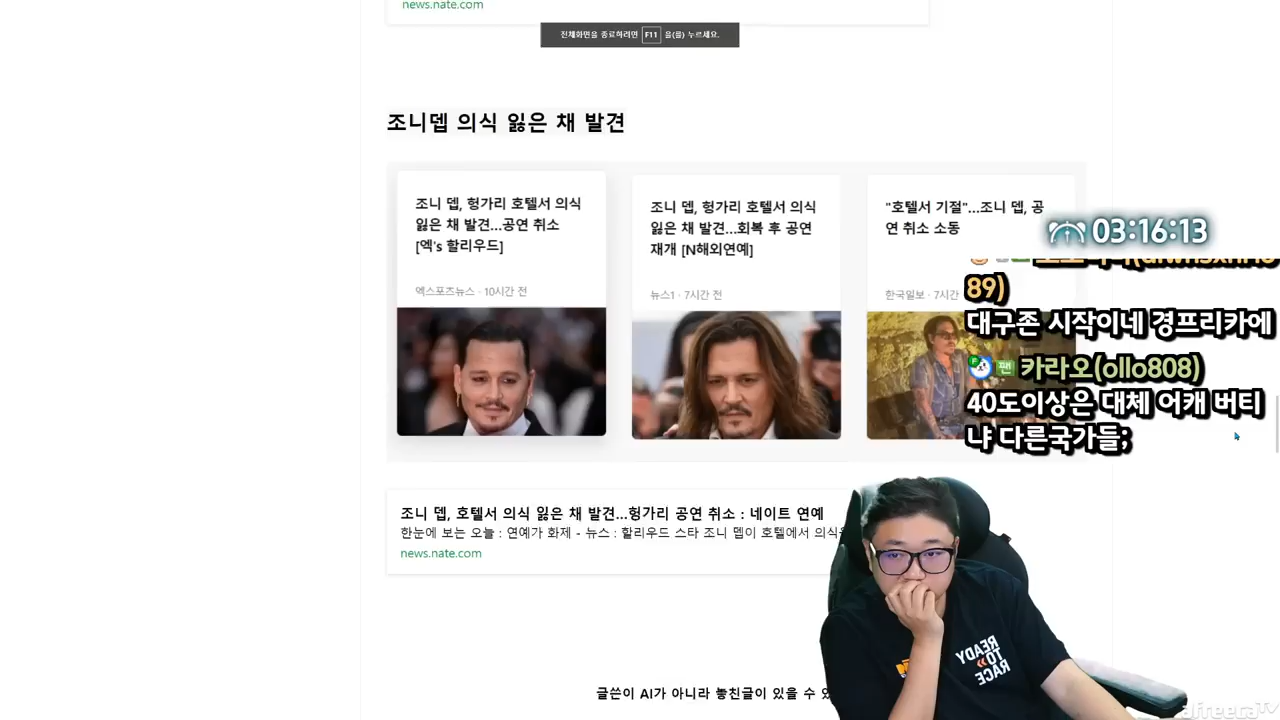 news.nate.com
전체화면을 종료하려면 F11 을(를) 누르세요.
조니뎁 의식 잃은 채 발견
조니 뎁, 헝가리 호텔서 의식
잃은 채 발견...공연 취소
[엑's 할리우드]
엑스포츠뉴스 · 10시간 전
조니 뎁, 헝가리 호텔서 의식
잃은 채 발견...회복 후 공연
재개 [N해외연예]
뉴스1 · 7시간 전
"호텔서 기절"...조니 뎁, 공
연 취소 소동
한국일보 · 7시간
03:16:13
89)
대구존 시작이네 경프리카에
팬 카라오(ollo808)
40도이상은 대체 어캐 버티
냐 다른국가들;
조니 뎁, 호텔서 의식 잃은 채 발견...헝가리 공연 취소 : 네이트 연예
한눈에 보는 오늘 : 연예가 화제 - 뉴스 : 할리우드 스타 조니 뎁이 호텔에서 의식
news.nate.com
READY
TO
RACE
글쓴이 AI가 아니라 놓친글이 있을 수
afreecaTV